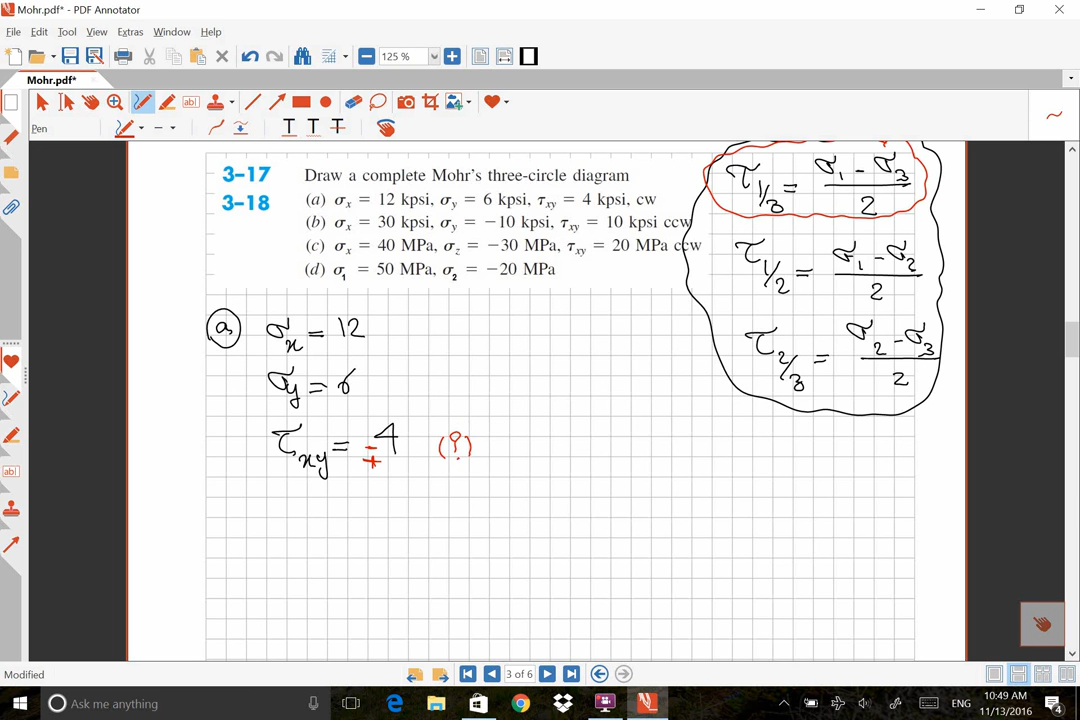 Mohr.pdf* - PDF Annotator
File Edit Tool View Extras Window Help
125 %
Mohr.pdf*
Pen
3–17 Draw a complete Mohr's three-circle diagram
3–18 (a) σx = 12 kpsi, σy = 6 kpsi, τxy = 4 kpsi, cw
(b) σx = 30 kpsi, σy = −10 kpsi, τxy = 10 kpsi ccw
(c) σx = 40 MPa, σz = −30 MPa, τxy = 20 MPa ccw
(d) σ1 = 50 MPa, σ2 = −20 MPa
τ1/3 = σ1 - σ3
2
τ1/2 = σ1 - σ2
2
τ2/3 = σ2 - σ3
2
a σx = 12
σy = 6
τxy = -+ 4 (?)
Modified
3 of 6
Ask me anything
ENG
10:49 AM
11/13/2016
4